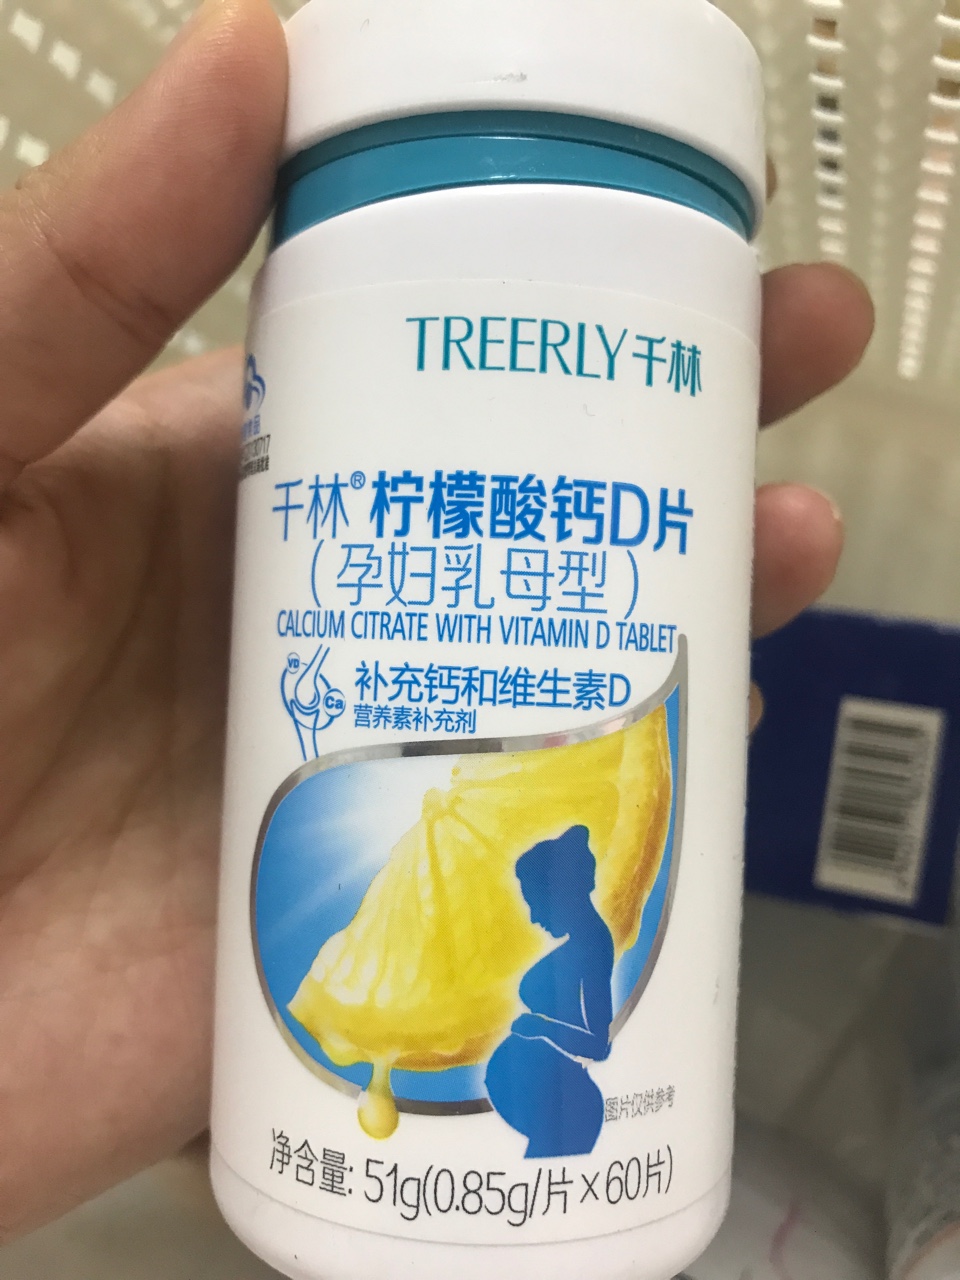 TREERLY千林
千林®柠檬酸钙D片
(孕妇乳母型)
CALCIUM CITRATE WITH VITAMIN D TABLET
VD
Ca
补充钙和维生素D
营养素补充剂
图片仅供参考
净含量: 51g(0.85g/片×60片)